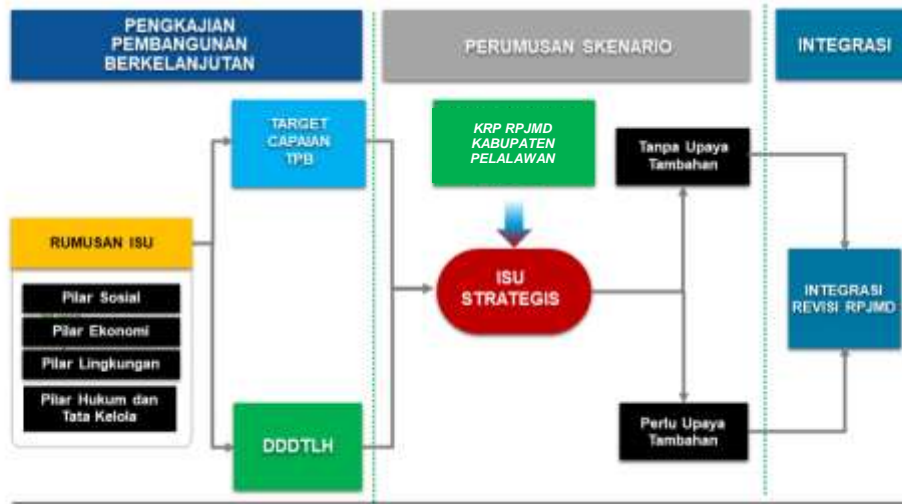 PENGKAJIAN
PEMBANGUNAN
BERKELANJUTAN
PERUMUSAN SKENARIO
INTEGRASI
TARGET
CAPAIAN
TPB
KRP RPJMD
KABUPATEN
PELALAWAN
Tanpa Upaya
Tambahan
RUMUSAN ISU
Pilar Sosial
Pilar Ekonomi
Pilar Lingkungan
Pilar Hukum dan
Tata Kelola
ISU
STRATEGIS
INTEGRASI
REVISI RPJMD
DDDTLH
Perlu Upaya
Tambahan